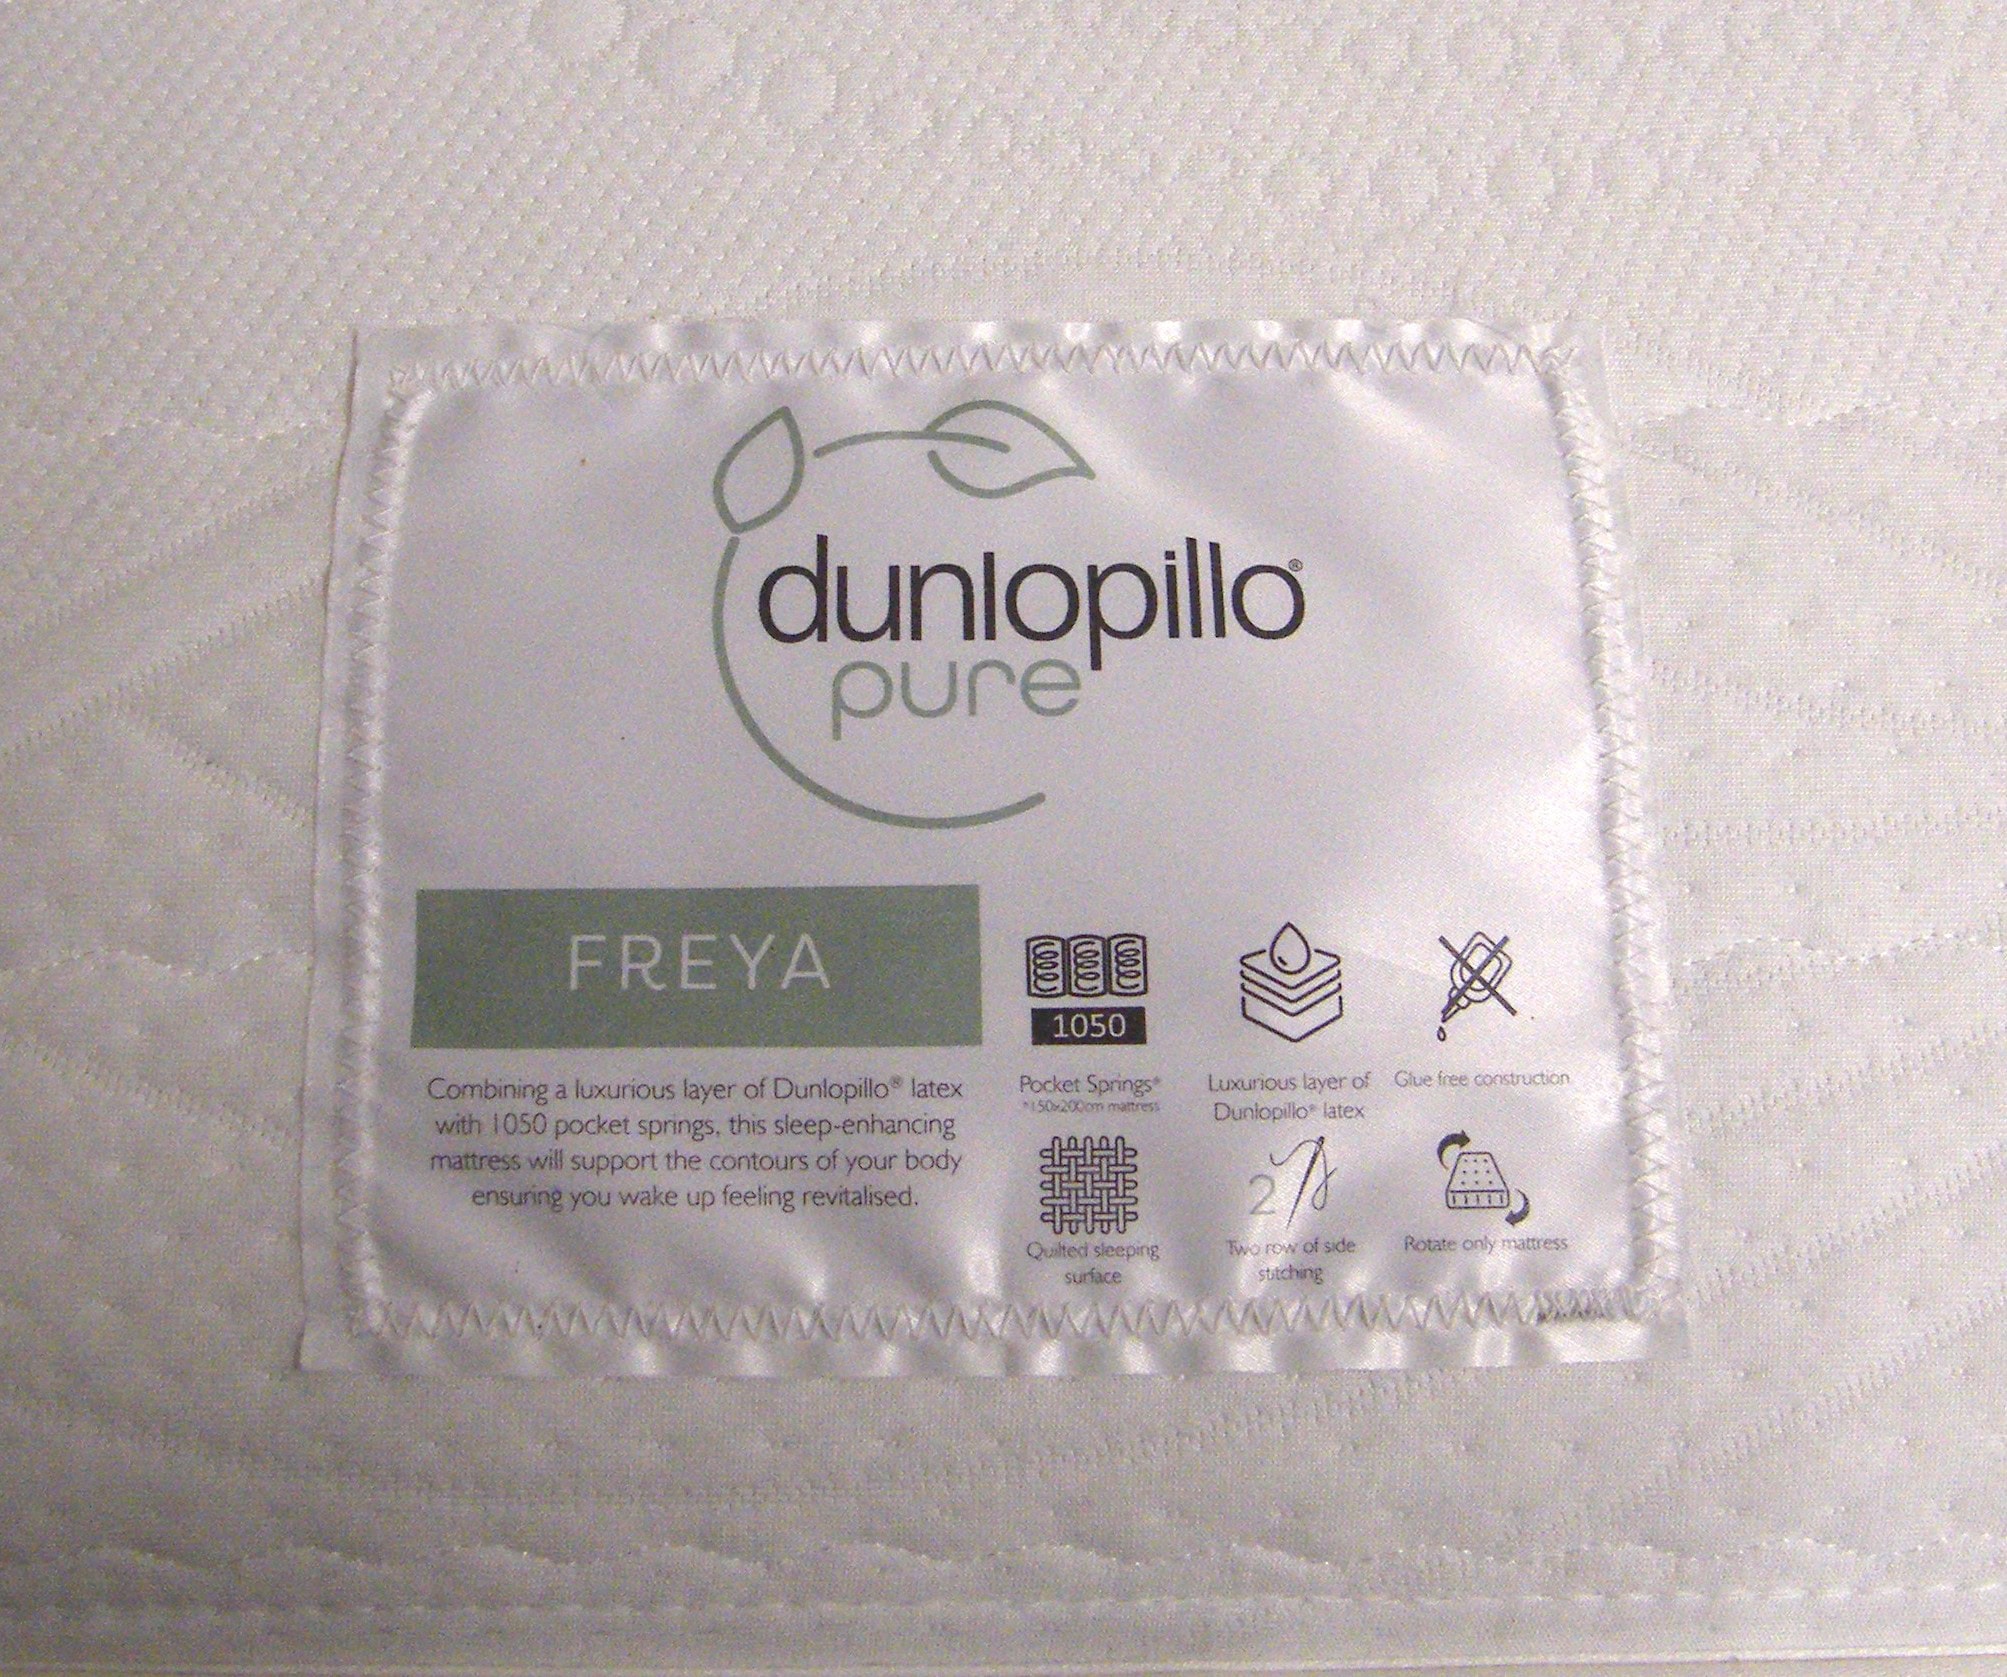 dunlopillo®
pure
FREYA
Combining a luxurious layer of Dunlopillo® latex
with 1050 pocket springs, this sleep-enhancing
mattress will support the contours of your body
ensuring you wake up feeling revitalised.
1050
Pocket Springs*
*150x200cm mattress
Luxurious layer of
Dunlopillo® latex
Glue free construction
Quilted sleeping
surface
2
Two row of side
stitching
Rotate only mattress